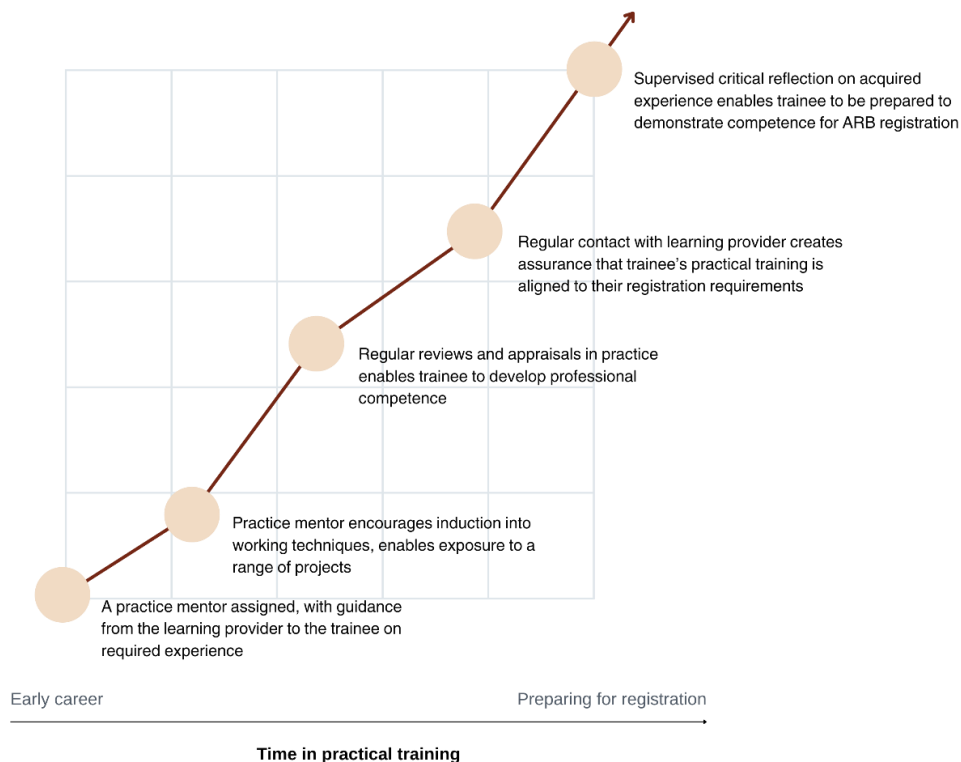 Supervised critical reflection on acquired
experience enables trainee to be prepared to
demonstrate competence for ARB registration
Regular contact with learning provider creates
assurance that trainee's practical training is
aligned to their registration requirements
Regular reviews and appraisals in practice
enables trainee to develop professional
competence
Practice mentor encourages induction into
working techniques, enables exposure to a
range of projects
A practice mentor assigned, with guidance
from the learning provider to the trainee on
required experience
Early career
Preparing for registration
Time in practical training